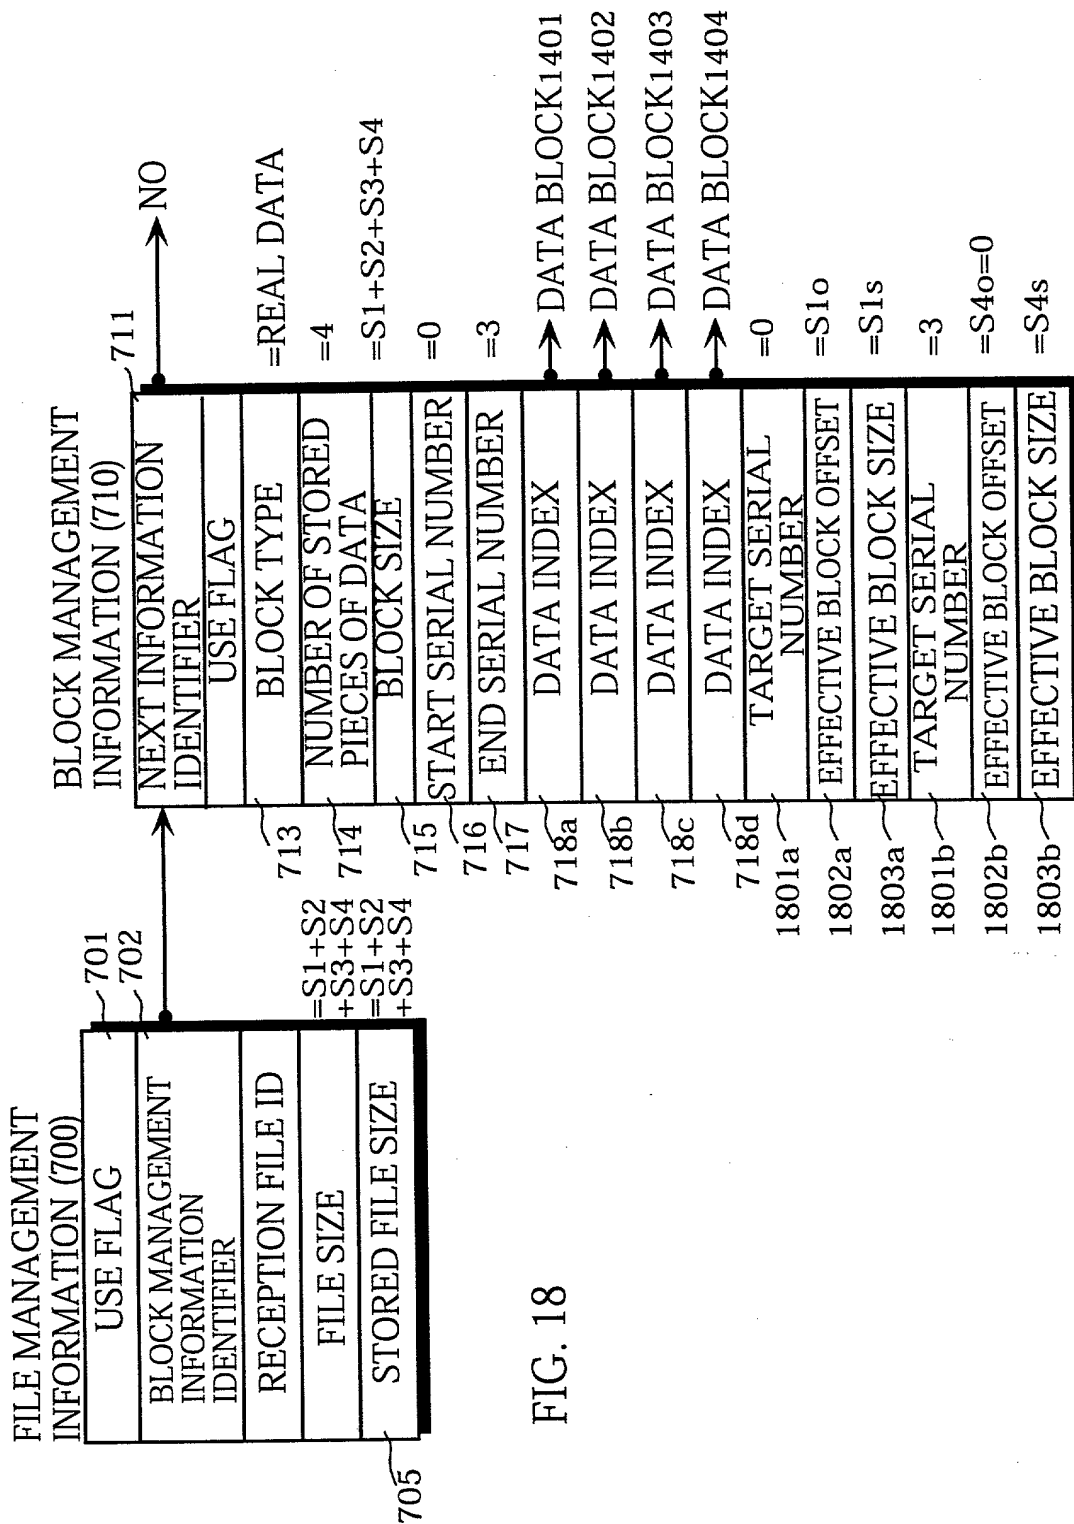 FILE MANAGEMENT
INFORMATION (700)
701
702
USE FLAG
BLOCK MANAGEMENT
INFORMATION
IDENTIFIER
RECEPTION FILE ID
FILE SIZE
=S1+S2
+S3+S4
STORED FILE SIZE
=S1+S2
+S3+S4
705
BLOCK MANAGEMENT
INFORMATION (710)
711
NEXT INFORMATION
IDENTIFIER
NO
USE FLAG
713
BLOCK TYPE
=REAL DATA
714
NUMBER OF STORED
PIECES OF DATA
=4
715
BLOCK SIZE
=S1+S2+S3+S4
716
START SERIAL NUMBER
=0
717
END SERIAL NUMBER
=3
718a
DATA INDEX
DATA BLOCK1401
718b
DATA INDEX
DATA BLOCK1402
718c
DATA INDEX
DATA BLOCK1403
718d
DATA INDEX
DATA BLOCK1404
1801a
TARGET SERIAL
NUMBER
=0
1802a
EFFECTIVE BLOCK OFFSET
=S1o
1803a
EFFECTIVE BLOCK SIZE
=S1s
1801b
TARGET SERIAL
NUMBER
=3
1802b
EFFECTIVE BLOCK OFFSET
=S4o=0
1803b
EFFECTIVE BLOCK SIZE
=S4s
FIG. 18